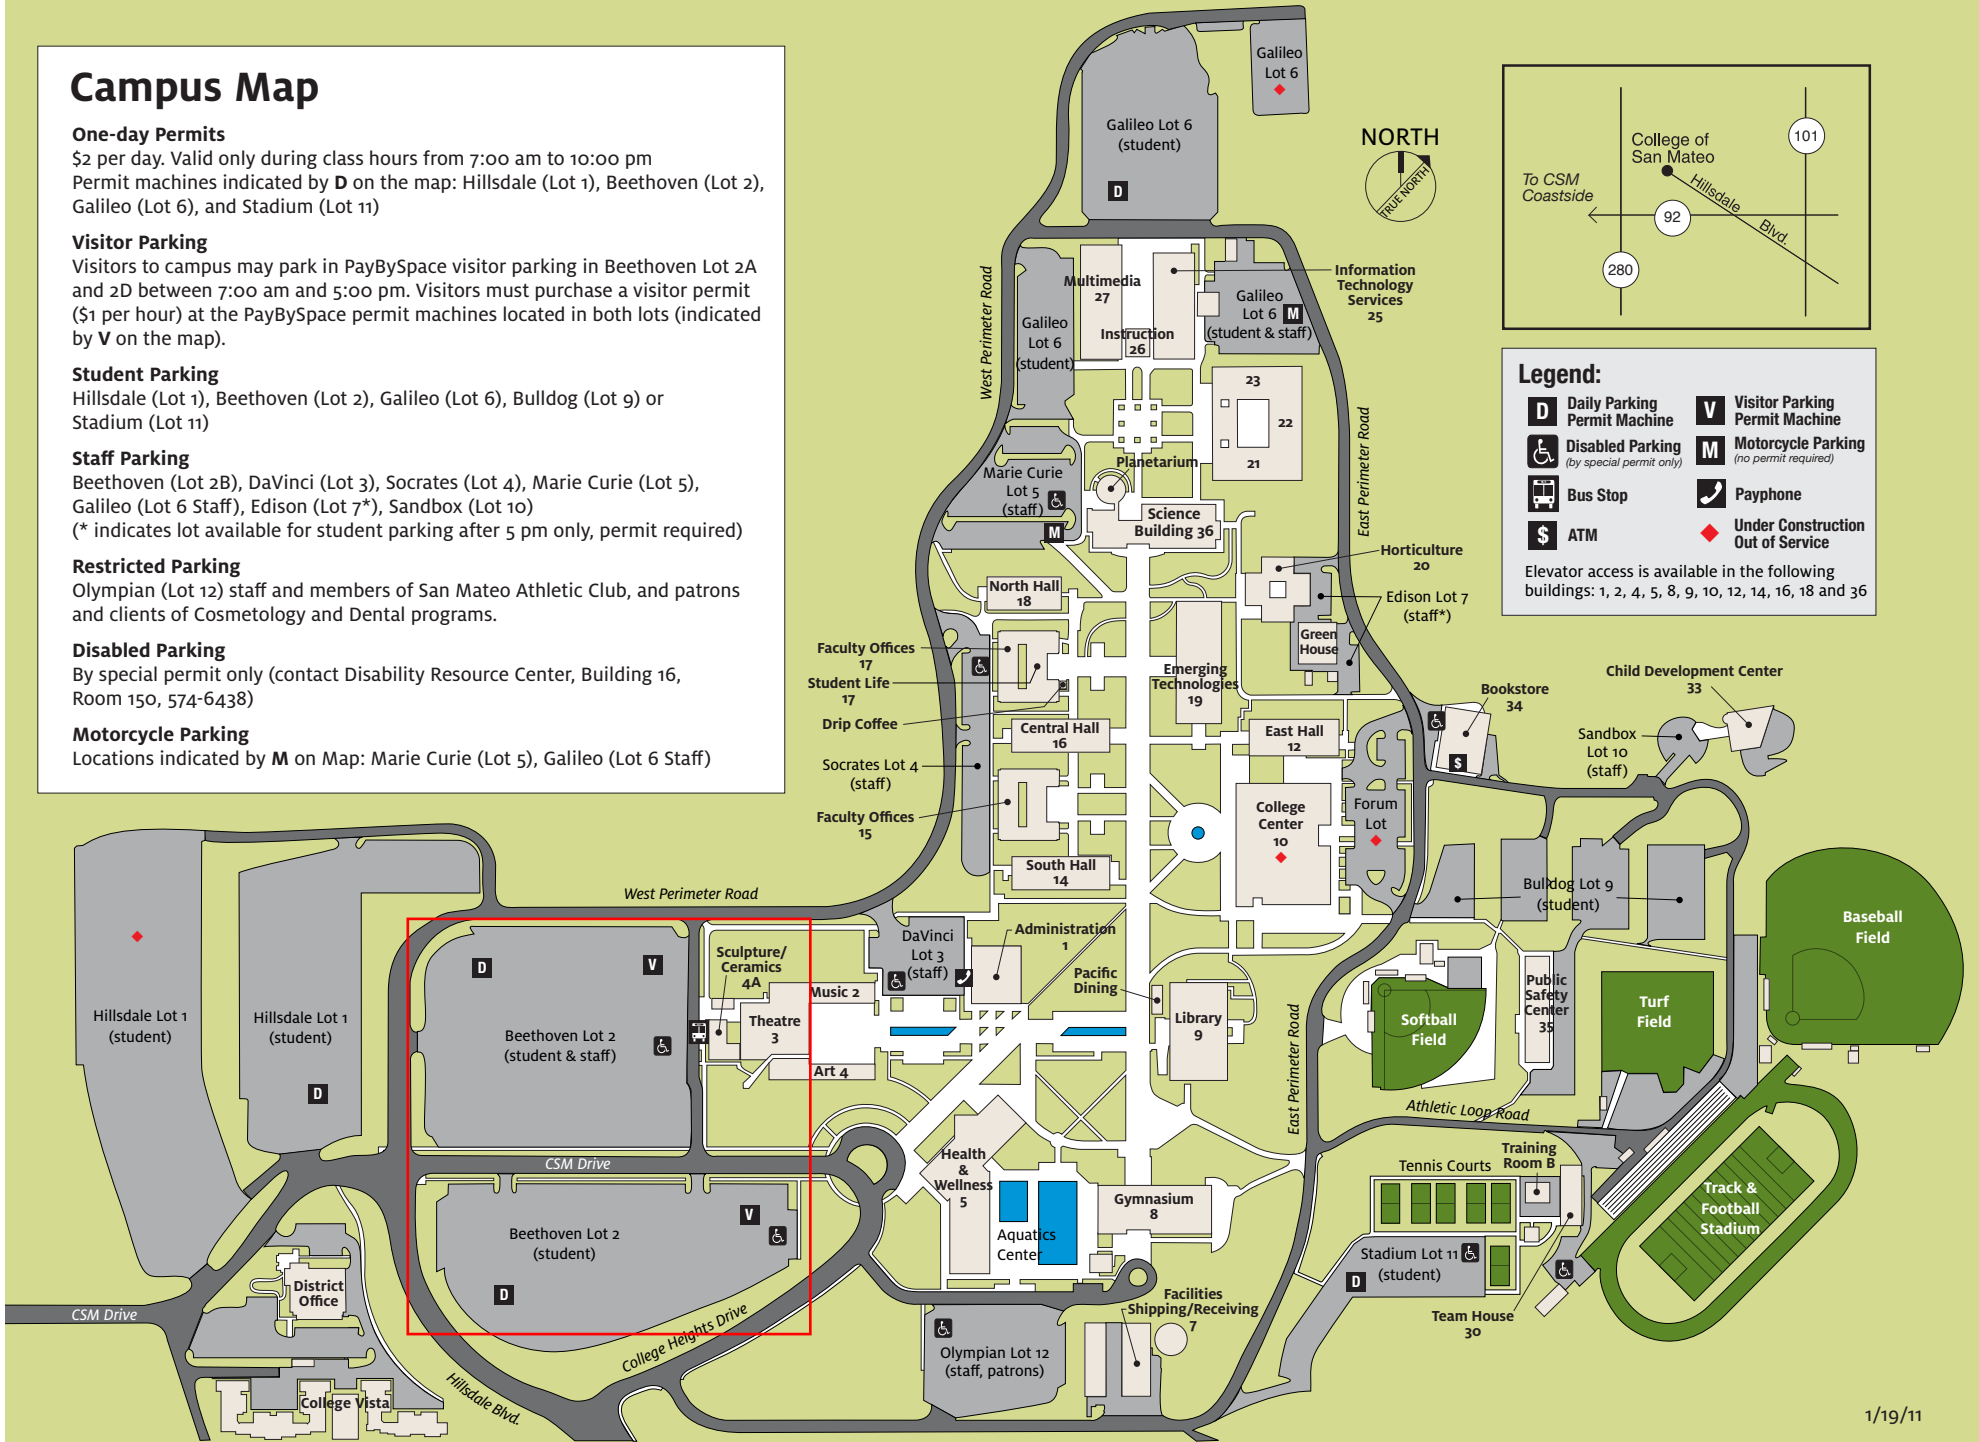 Campus Map
One-day Permits
$2 per day. Valid only during class hours from 7:00 am to 10:00 pm
Permit machines indicated by D on the map: Hillsdale (Lot 1), Beethoven (Lot 2),
Galileo (Lot 6), and Stadium (Lot 11)
Visitor Parking
Visitors to campus may park in PayBySpace visitor parking in Beethoven Lot 2A
and 2D between 7:00 am and 5:00 pm. Visitors must purchase a visitor permit
($1 per hour) at the PayBySpace permit machines located in both lots (indicated
by V on the map).
Student Parking
Hillsdale (Lot 1), Beethoven (Lot 2), Galileo (Lot 6), Bulldog (Lot 9) or
Stadium (Lot 11)
Staff Parking
Beethoven (Lot 2B), DaVinci (Lot 3), Socrates (Lot 4), Marie Curie (Lot 5),
Galileo (Lot 6 Staff), Edison (Lot 7*), Sandbox (Lot 10)
(* indicates lot available for student parking after 5 pm only, permit required)
Restricted Parking
Olympian (Lot 12) staff and members of San Mateo Athletic Club, and patrons
and clients of Cosmetology and Dental programs.
Disabled Parking
By special permit only (contact Disability Resource Center, Building 16,
Room 150, 574-6438)
Motorcycle Parking
Locations indicated by M on Map: Marie Curie (Lot 5), Galileo (Lot 6 Staff)
Galileo
Lot 6
Galileo Lot 6
(student)
D
NORTH
TRUE NORTH
College of
San Mateo
101
To CSM
Coastside
Hillsdale
Blvd.
92
280
Legend:
D
Daily Parking
Permit Machine
V
Visitor Parking
Permit Machine
Disabled Parking
(by special permit only)
M
Motorcycle Parking
(no permit required)
Bus Stop
Payphone
$
ATM
Under Construction
Out of Service
Elevator access is available in the following
buildings: 1, 2, 4, 5, 8, 9, 10, 12, 14, 16, 18 and 36
West Perimeter Road
Multimedia
27
Instruction
26
Galileo
Lot 6
(student)
Galileo
Lot 6
M
(student & staff)
Information
Technology
Services
25
23
22
21
East Perimeter Road
Planetarium
Marie Curie
Lot 5
(staff)
M
Science
Building 36
Horticulture
20
Edison Lot 7
(staff*)
Green
House
North Hall
18
Faculty Offices
17
Student Life
17
Drip Coffee
Emerging
Technologies
19
Central Hall
16
East Hall
12
Socrates Lot 4
(staff)
Faculty Offices
15
College
Center
10
Forum
Lot
South Hall
14
Bookstore
34
$
Child Development Center
33
Sandbox
Lot 10
(staff)
Bulldog Lot 9
(student)
Baseball
Field
West Perimeter Road
Hillsdale Lot 1
(student)
Hillsdale Lot 1
(student)
D
D
V
Beethoven Lot 2
(student & staff)
Sculpture/
Ceramics
4A
Music 2
Theatre
3
Art 4
DaVinci
Lot 3
(staff)
Administration
1
Pacific
Dining
Library
9
East Perimeter Road
Softball
Field
Public
Safety
Center
35
Turf
Field
Athletic Loop Road
CSM Drive
Beethoven Lot 2
(student)
V
D
Health
&
Wellness
5
Aquatics
Center
Gymnasium
8
Tennis Courts
Training
Room B
Track &
Football
Stadium
Stadium Lot 11
(student)
D
Team House
30
Facilities
Shipping/Receiving
7
Olympian Lot 12
(staff, patrons)
College Heights Drive
Hillsdale Blvd.
CSM Drive
District
Office
College Vista
1/19/11